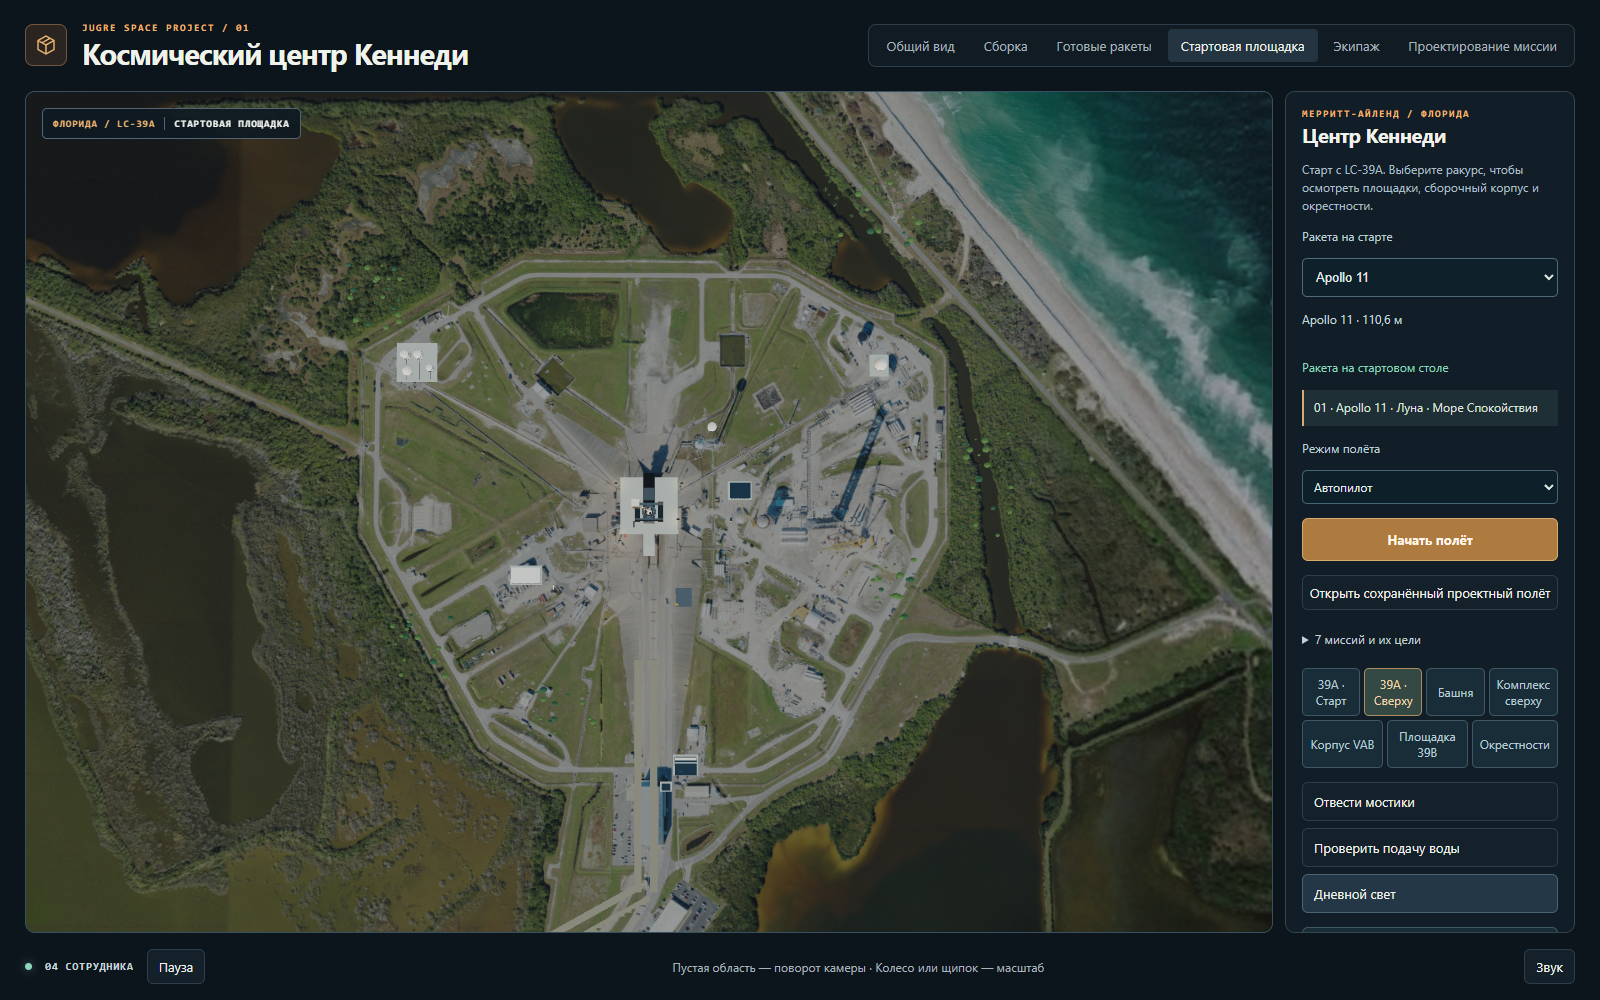 JUGRE SPACE PROJECT / 01
Космический центр Кеннеди
Общий вид
Сборка
Готовые ракеты
Стартовая площадка
Экипаж
Проектирование миссии
ФЛОРИДА / LC-39A
СТАРТОВАЯ ПЛОЩАДКА
МЕРРИТТ-АЙЛЕНД / ФЛОРИДА
Центр Кеннеди
Старт с LC-39A. Выберите ракурс, чтобы
осмотреть площадки, сборочный корпус и
окрестности.
Ракета на старте
Apollo 11
Apollo 11 · 110,6 м
Ракета на стартовом столе
01 · Apollo 11 · Луна · Море Спокойствия
Режим полёта
Автопилот
Начать полёт
Открыть сохранённый проектный полёт
7 миссий и их цели
39A ·
Старт
39A ·
Сверху
Башня
Комплекс
сверху
Корпус VAB
Площадка
39B
Окрестности
Отвести мостики
Проверить подачу воды
Дневной свет
04 СОТРУДНИКА
Пауза
Пустая область — поворот камеры · Колесо или щипок — масштаб
Звук